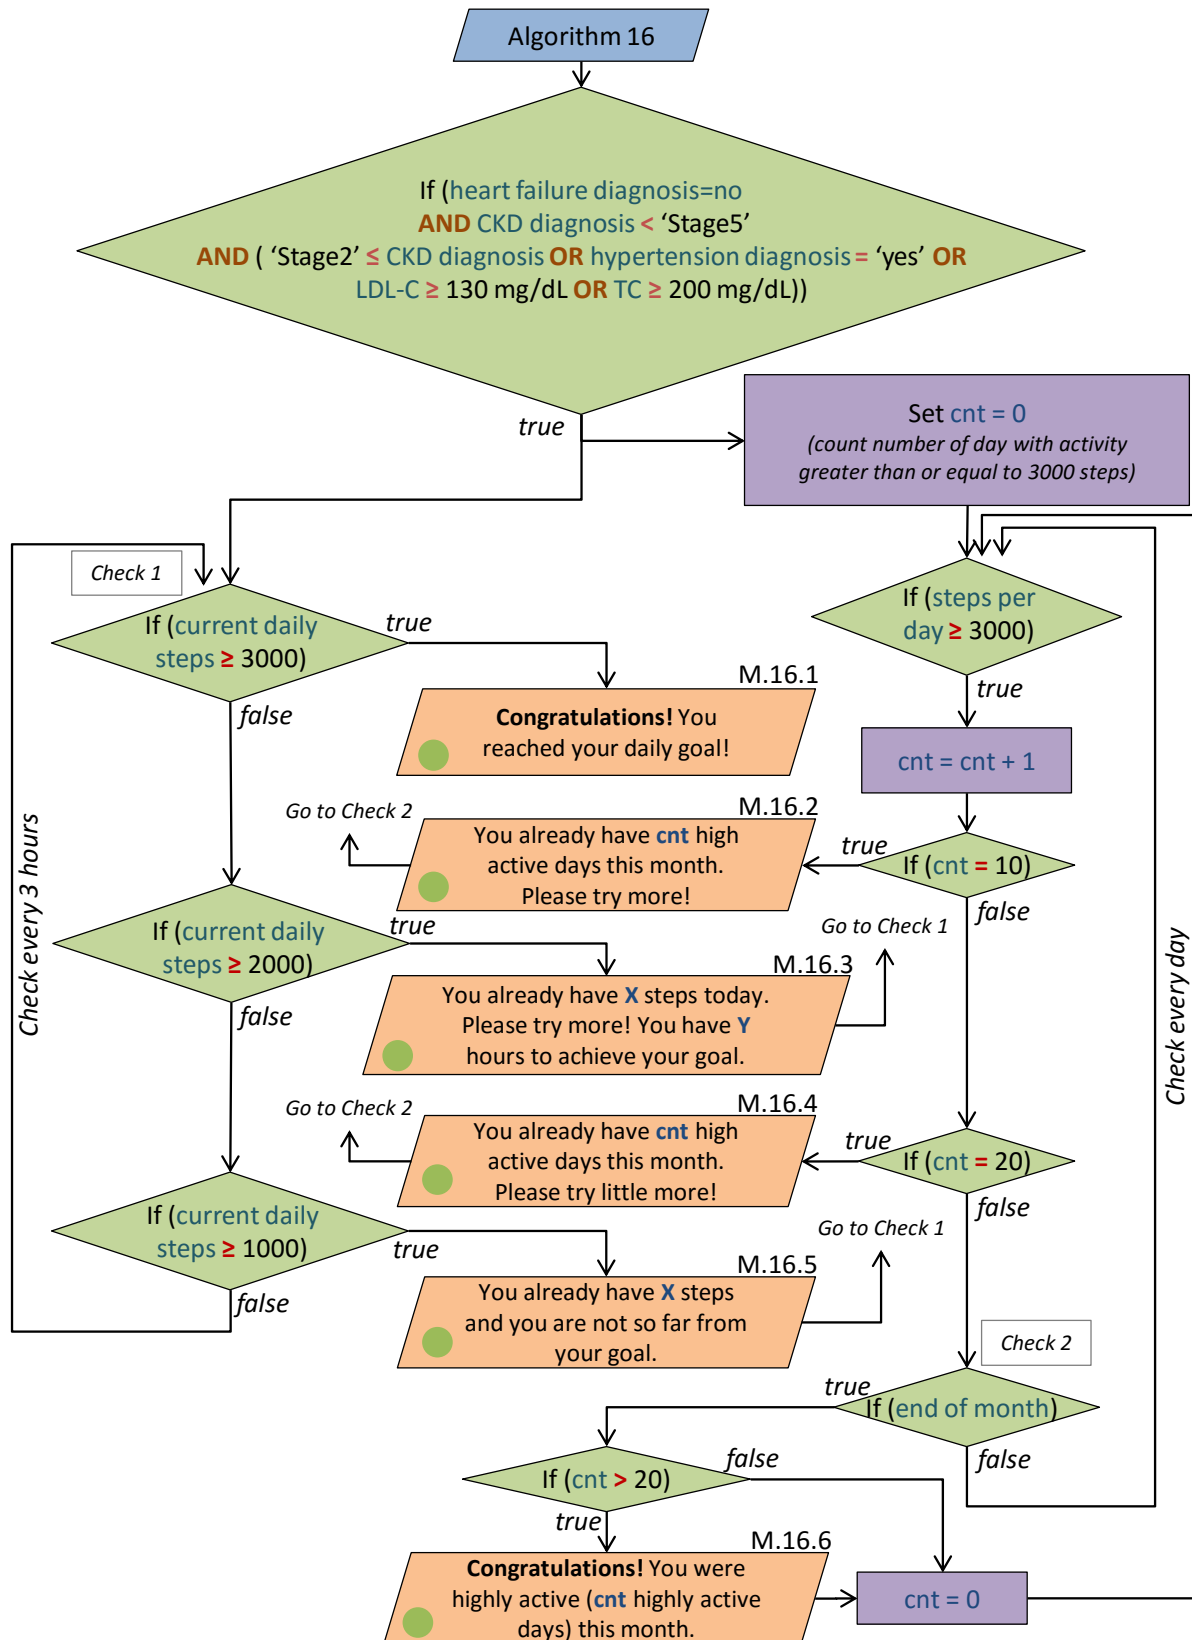 Algorithm 16
If (heart failure diagnosis=no
AND CKD diagnosis < ‘Stage5’
AND ( ‘Stage2’ ≤ CKD diagnosis OR hypertension diagnosis = ‘yes’ OR
LDL-C ≥ 130 mg/dL OR TC ≥ 200 mg/dL))
true
Set cnt = 0
(count number of day with activity
greater than or equal to 3000 steps)
Check 1
If (current daily
steps ≥ 3000)
true
false
If (steps per
day ≥ 3000)
true
M.16.1
Congratulations! You
reached your daily goal!
cnt = cnt + 1
Go to Check 2
M.16.2
You already have cnt high
active days this month.
Please try more!
true
If (cnt = 10)
false
Check every 3 hours
If (current daily
steps ≥ 2000)
true
false
Go to Check 1
M.16.3
You already have X steps today.
Please try more! You have Y
hours to achieve your goal.
Check every day
Go to Check 2
M.16.4
You already have cnt high
active days this month.
Please try little more!
true
If (cnt = 20)
false
If (current daily
steps ≥ 1000)
true
false
Go to Check 1
M.16.5
You already have X steps
and you are not so far from
your goal.
Check 2
true
If (end of month)
false
If (cnt > 20)
false
true
M.16.6
Congratulations! You were
highly active (cnt highly active
days) this month.
cnt = 0